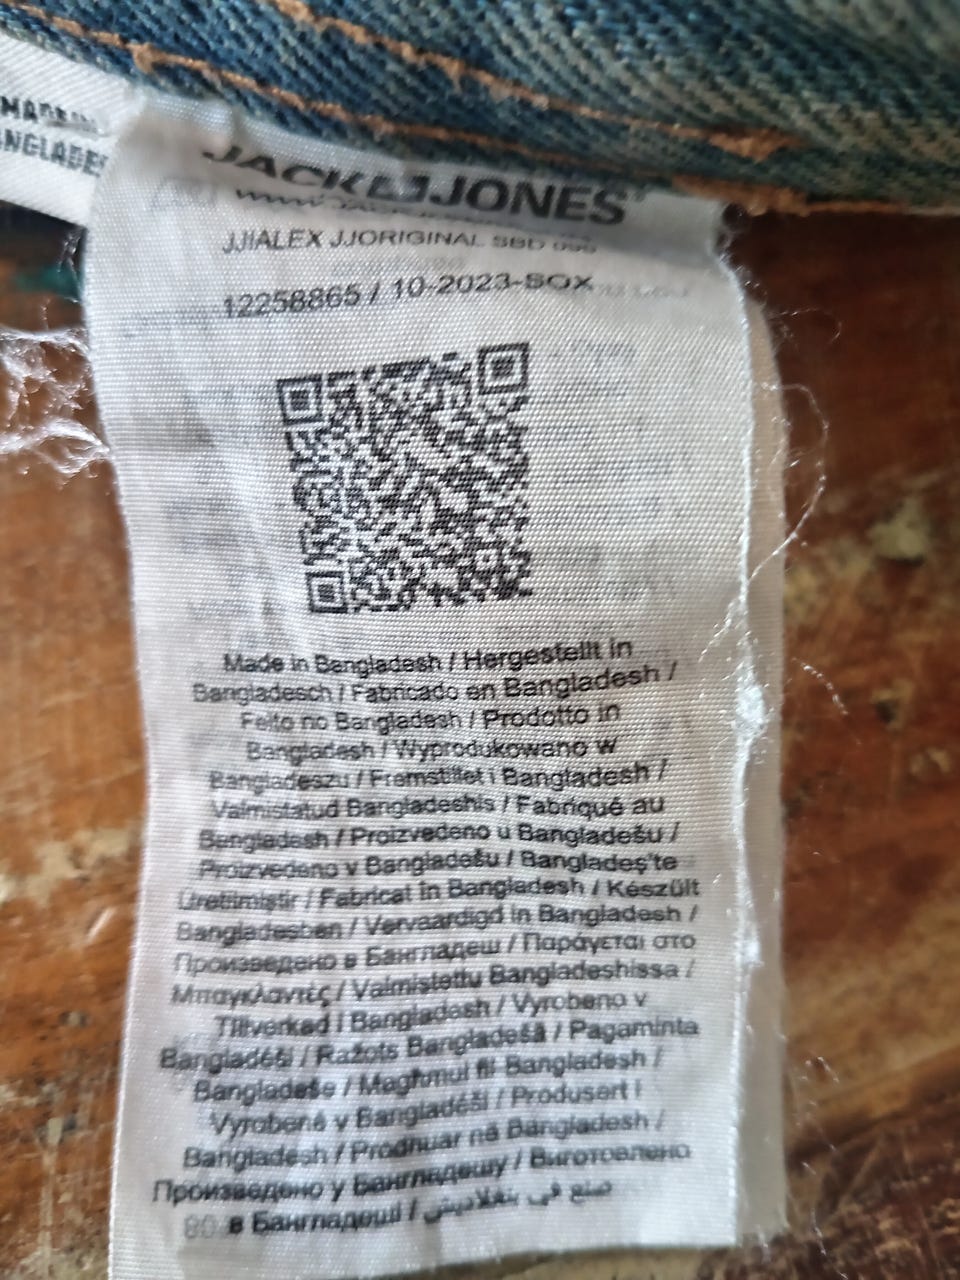 MADE IN
BANGLADE
JACK & JONES
JJIALEX JJORIGINAL SBD
12258865 / 10-2023-SOX
Made in Bangladesh / Hergestellt in
Bangladesch / Fabricado en Bangladesh /
Feito no Bangladesh / Prodotto in
Bangladesh / Wyprodukowano w
Bangladeszu / Fremstillet i Bangladesh /
Valmistatud Bangladeshis / Fabriqué au
Bangladesh / Proizvedeno u Bangladešu /
Proizvedeno v Bangladešu / Bangladeş'te
Üretilmiştir / Fabricat în Bangladesh / Készült
Bangladesben / Vervaardigd in Bangladesh /
Произведено в Бангладеш / Παράγεται στο
Μπαγκλαντές / Valmistettu Bangladeshissa /
Tillverkad i Bangladesh / Vyrobeno v
Bangladéši / Ražots Bangladešā / Pagaminta
Bangladeše / Magħmul fil-Bangladesh /
Vyrobené v Bangladéši / Produsert i
Bangladesh / Prodhuar në Bangladesh /
Произведено у Бангладешу / Виготовлено
в Бангладеші / صنع في بنغلاديش